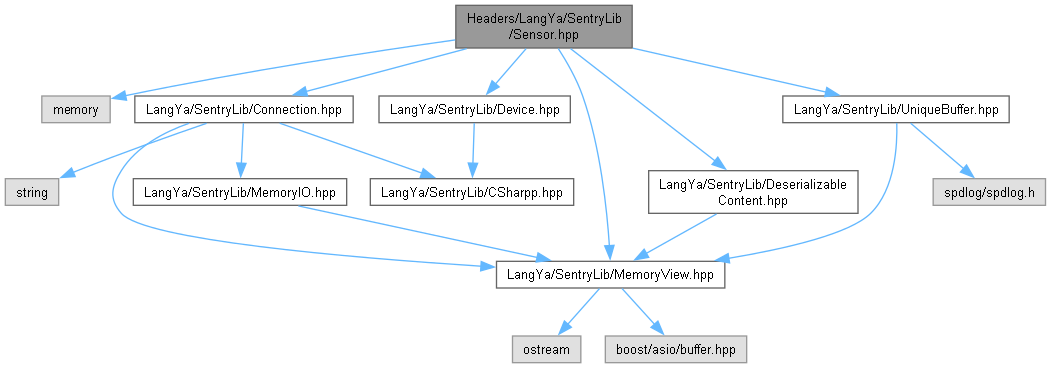 Headers/LangYa/SentryLib
/Sensor.hpp
memory
LangYa/SentryLib/Connection.hpp
LangYa/SentryLib/Device.hpp
LangYa/SentryLib/UniqueBuffer.hpp
string
LangYa/SentryLib/MemoryIO.hpp
LangYa/SentryLib/CSharpp.hpp
LangYa/SentryLib/Deserializable
Content.hpp
spdlog/spdlog.h
LangYa/SentryLib/MemoryView.hpp
ostream
boost/asio/buffer.hpp